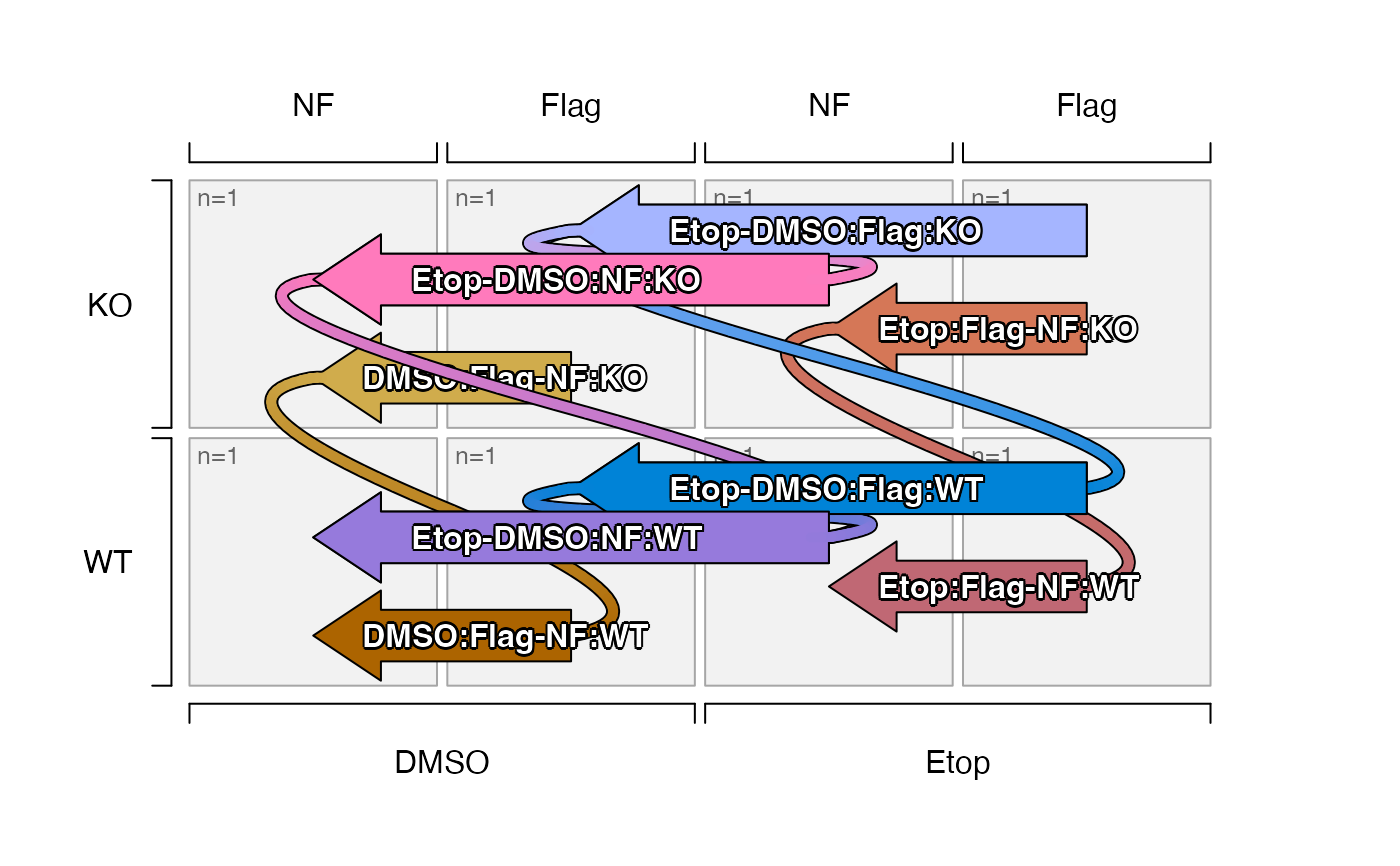 NF Flag NF Flag
n=1 n=1 n=1 n=1
Etop-DMSO:Flag:KO
Etop-DMSO:NF:KO
KO
Etop:Flag-NF:KO
DMSO:Flag-NF:KO
n=1 n=1 n=1 n=1
Etop-DMSO:Flag:WT
Etop-DMSO:NF:WT
WT
Etop:Flag-NF:WT
DMSO:Flag-NF:WT
DMSO Etop